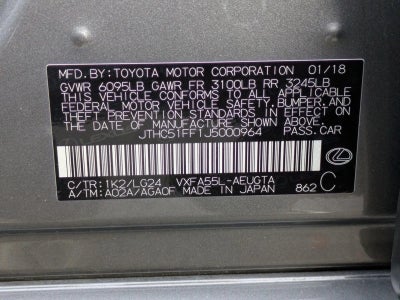 MFD. BY: TOYOTA MOTOR CORPORATION 01/18
GVWR 6095LB GAWR FR 3100LB RR 3245LB
THIS VEHICLE CONFORMS TO ALL APPLICABLE
FEDERAL MOTOR VEHICLE SAFETY, BUMPER, AND
THEFT PREVENTION STANDARDS IN EFFECT ON
THE DATE OF MANUFACTURE SHOWN ABOVE.
JTHC51FF1J5000964 PASS.CAR
C/TR: 1K2/LG24 VXFA55L-AEUGTA
A/TM: A02A/AGA0F MADE IN JAPAN 862 C